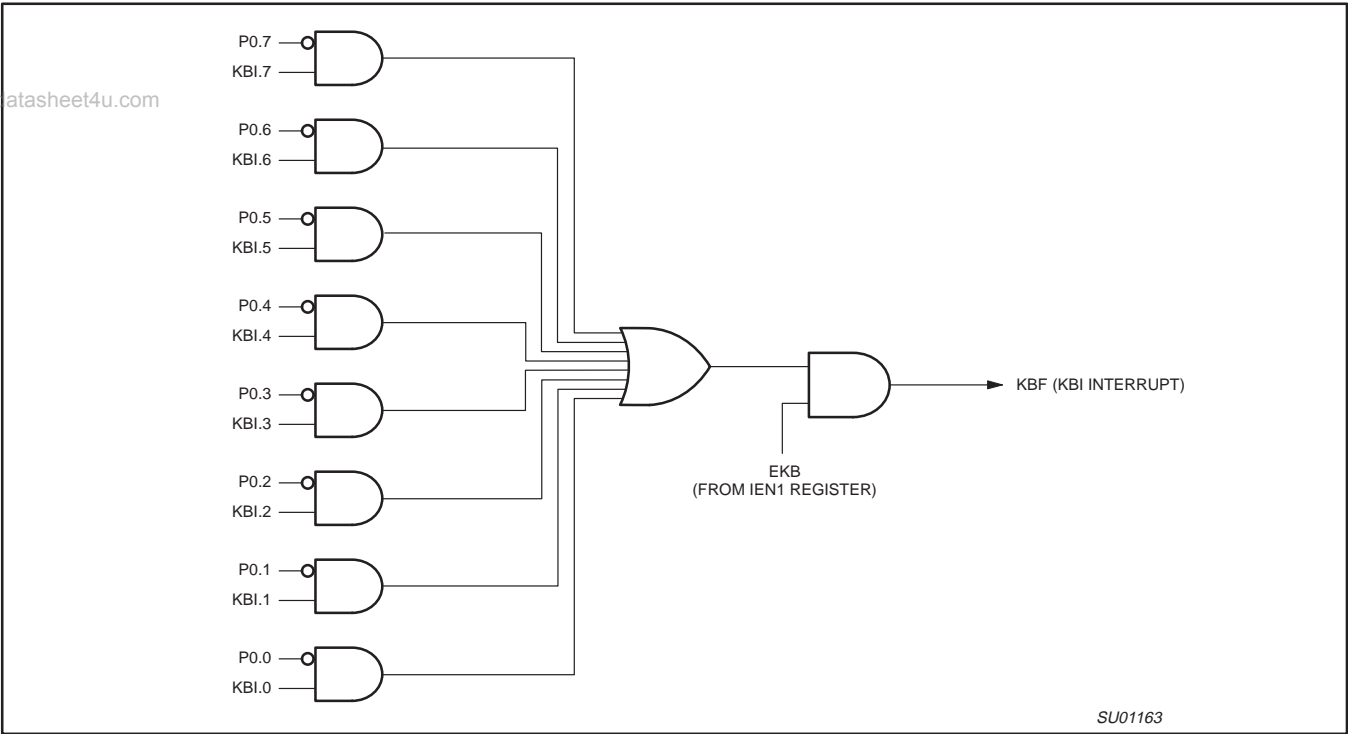 P0.7
KBI.7
latasheet4u.com
P0.6
KBI.6
P0.5
KBI.5
P0.4
KBI.4
P0.3
KBI.3
KBF (KBI INTERRUPT)
EKB
(FROM IEN1 REGISTER)
P0.2
KBI.2
P0.1
KBI.1
P0.0
KBI.0
SU01163